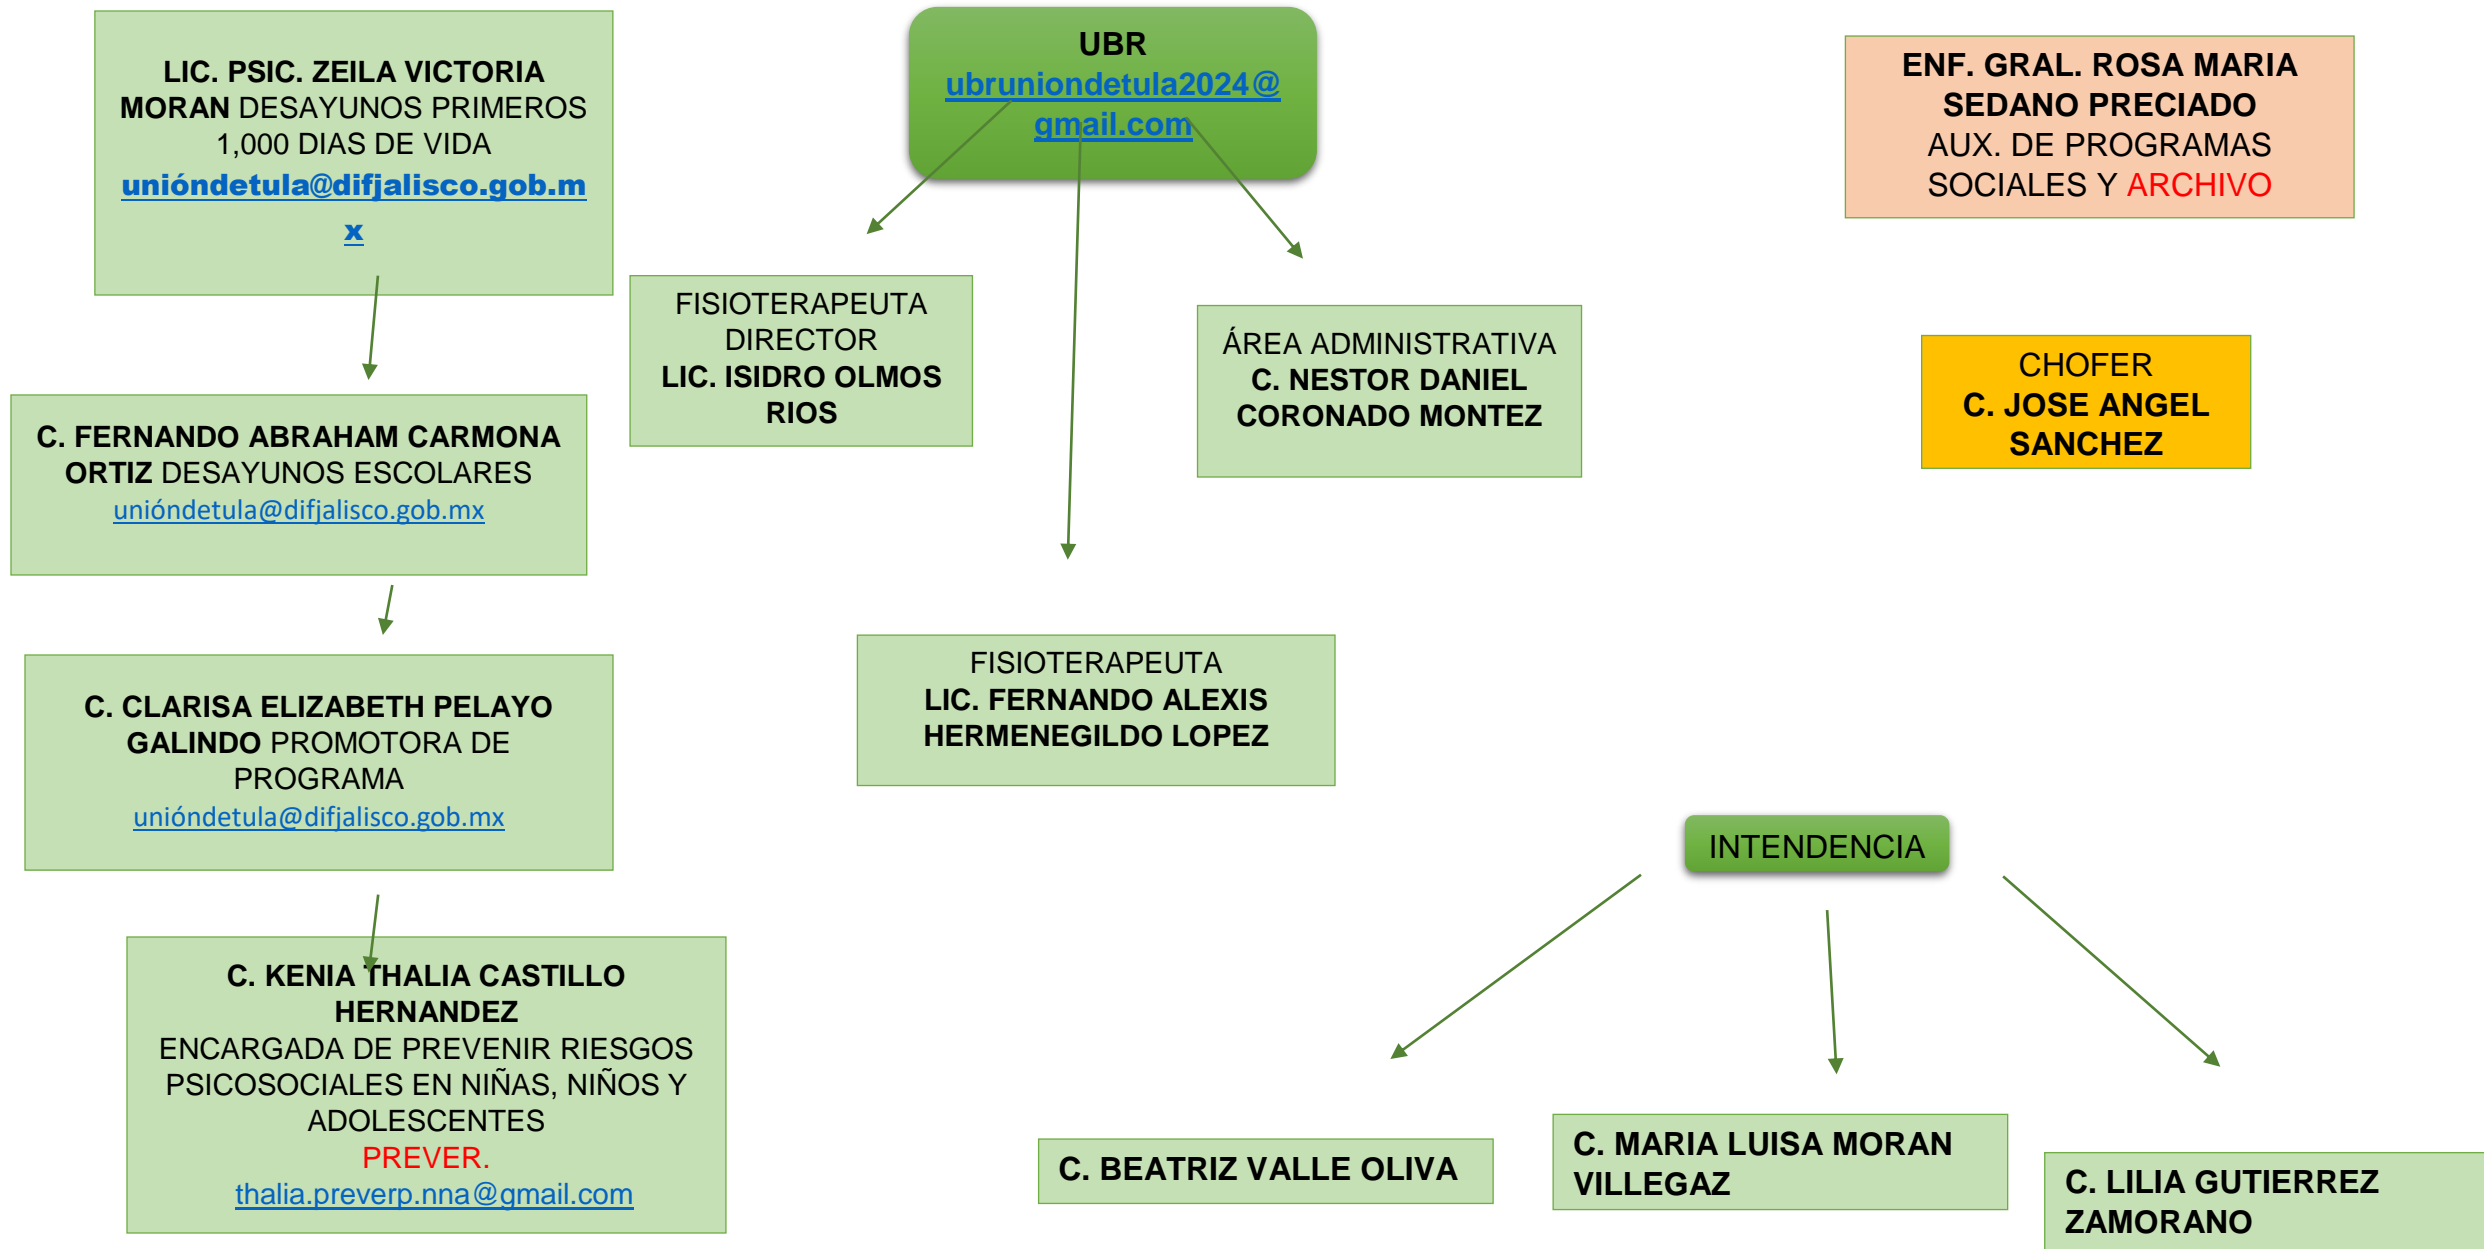 LIC. PSIC. ZEILA VICTORIA
MORAN DESAYUNOS PRIMEROS
1,000 DIAS DE VIDA
unióndetula@difjalisco.gob.m
x
C. FERNANDO ABRAHAM CARMONA
ORTIZ DESAYUNOS ESCOLARES
unióndetula@difjalisco.gob.mx
C. CLARISA ELIZABETH PELAYO
GALINDO PROMOTORA DE
PROGRAMA
unióndetula@difjalisco.gob.mx
C. KENIA THALIA CASTILLO
HERNANDEZ
ENCARGADA DE PREVENIR RIESGOS
PSICOSOCIALES EN NIÑAS, NIÑOS Y
ADOLESCENTES
PREVER.
thalia.preverp.nna@gmail.com
UBR
ubruniondetula2024@
gmail.com
FISIOTERAPEUTA
DIRECTOR
LIC. ISIDRO OLMOS
RIOS
ÁREA ADMINISTRATIVA
C. NESTOR DANIEL
CORONADO MONTEZ
FISIOTERAPEUTA
LIC. FERNANDO ALEXIS
HERMENEGILDO LOPEZ
ENF. GRAL. ROSA MARIA
SEDANO PRECIADO
AUX. DE PROGRAMAS
SOCIALES Y ARCHIVO
CHOFER
C. JOSE ANGEL
SANCHEZ
INTENDENCIA
C. BEATRIZ VALLE OLIVA
C. MARIA LUISA MORAN
VILLEGAZ
C. LILIA GUTIERREZ
ZAMORANO